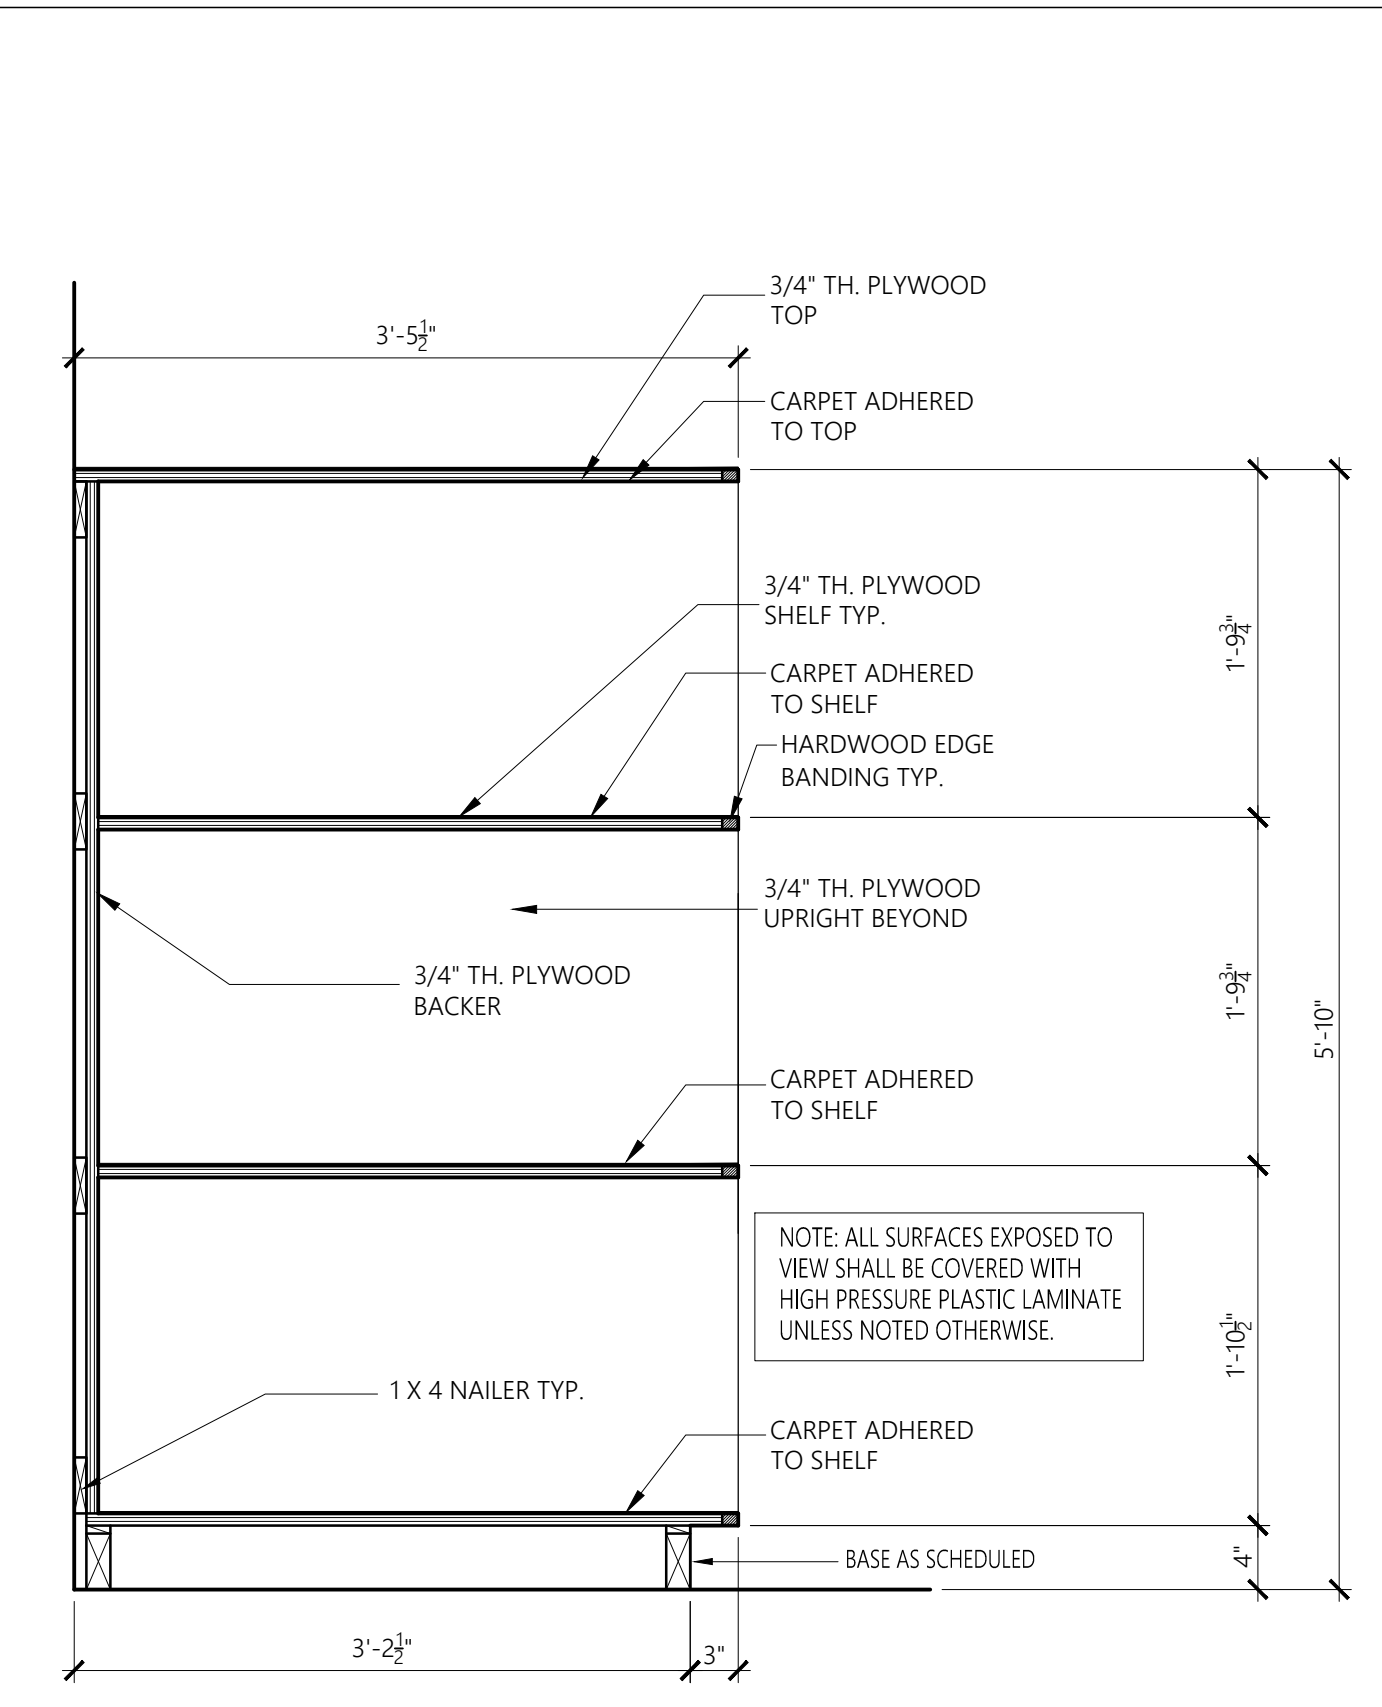 3/4" TH. PLYWOOD
TOP
3'-5½"
CARPET ADHERED
TO TOP
3/4" TH. PLYWOOD
SHELF TYP.
1'-9¾"
CARPET ADHERED
TO SHELF
HARDWOOD EDGE
BANDING TYP.
3/4" TH. PLYWOOD
UPRIGHT BEYOND
3/4" TH. PLYWOOD
BACKER
1'-9¾"
5'-10"
CARPET ADHERED
TO SHELF
NOTE: ALL SURFACES EXPOSED TO
VIEW SHALL BE COVERED WITH
HIGH PRESSURE PLASTIC LAMINATE
UNLESS NOTED OTHERWISE.
1'-10½"
1 X 4 NAILER TYP.
CARPET ADHERED
TO SHELF
BASE AS SCHEDULED
4"
3'-2½"
3"